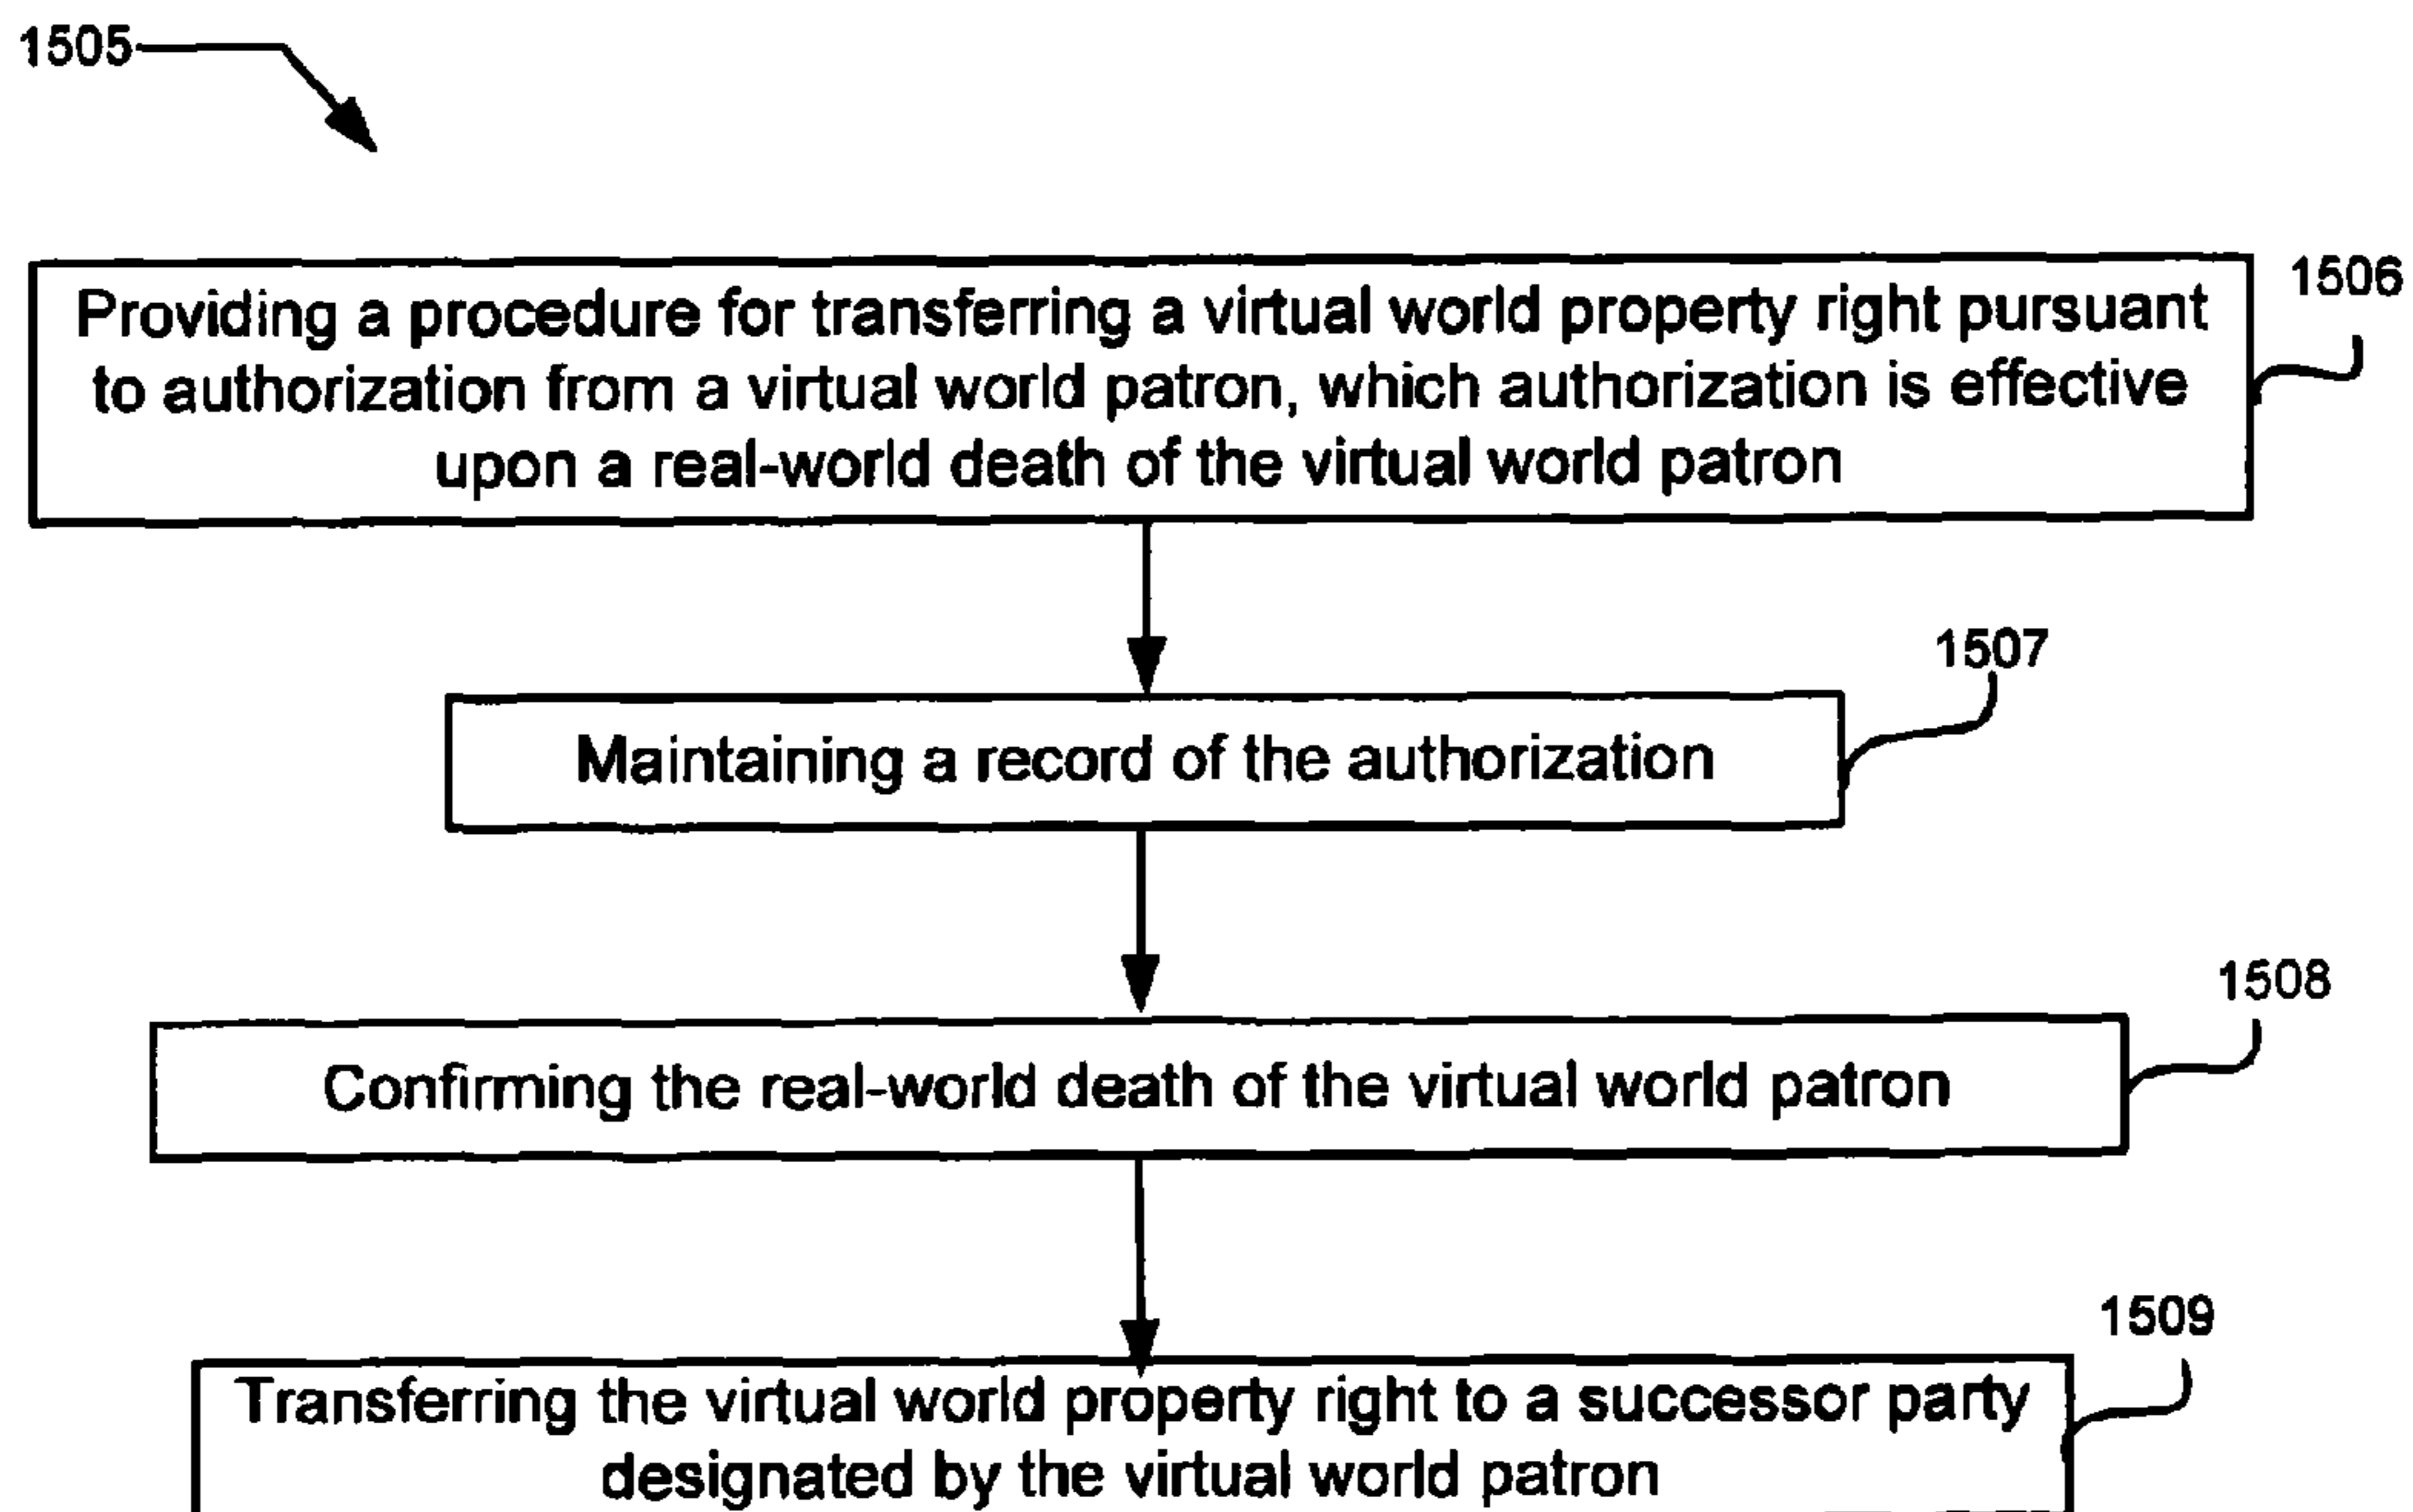 1505
1506
Providing a procedure for transferring a virtual world property right pursuant
to authorization from a virtual world patron, which authorization is effective
upon a real-world death of the virtual world patron
1507
Maintaining a record of the authorization
1508
Confirming the real-world death of the virtual world patron
1509
Transferring the virtual world property right to a successor party
designated by the virtual world patron